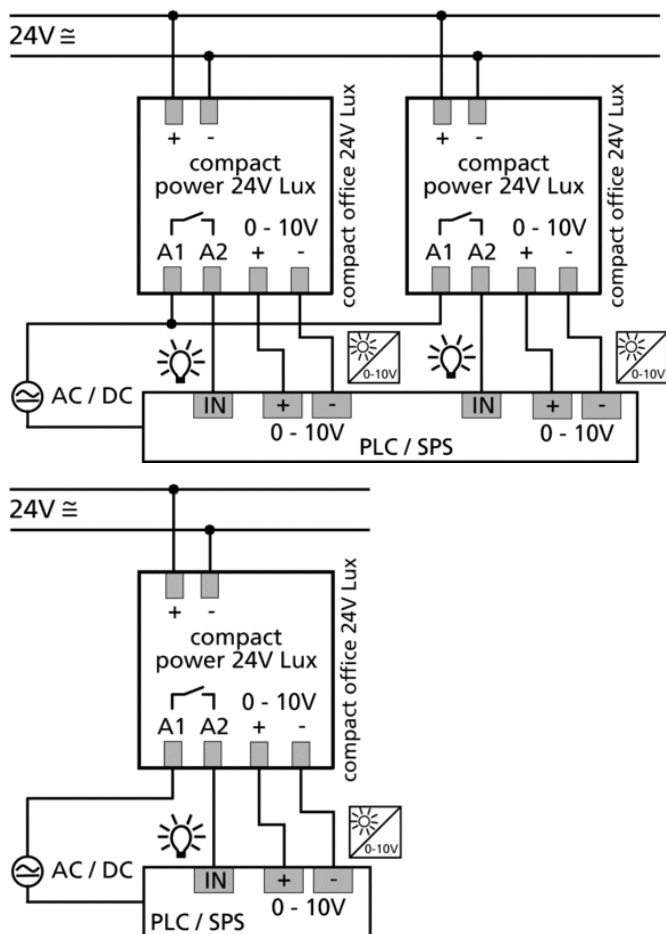 24V ≅
+ - + -
compact compact
power 24V Lux power 24V Lux
compact office 24V Lux compact office 24V Lux
0 - 10V 0 - 10V
A1 A2 + - A1 A2 + -
0-10V 0-10V
AC / DC
IN + - IN + -
0 - 10V 0 - 10V
PLC / SPS
24V ≅
+ -
compact
power 24V Lux
compact office 24V Lux
0 - 10V
A1 A2 + -
0-10V
AC / DC
IN + -
0 - 10V
PLC / SPS